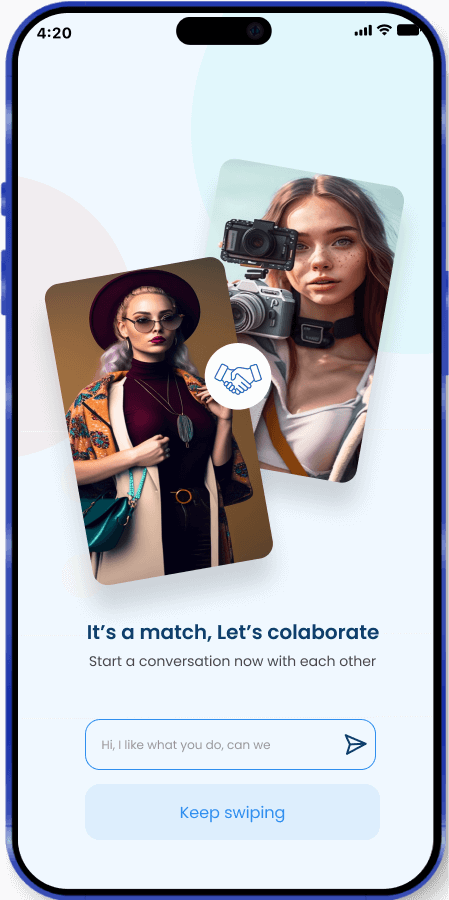 4:20
It's a match, Let's colaborate
Start a conversation now with each other
Hi, I like what you do, can we
Keep swiping